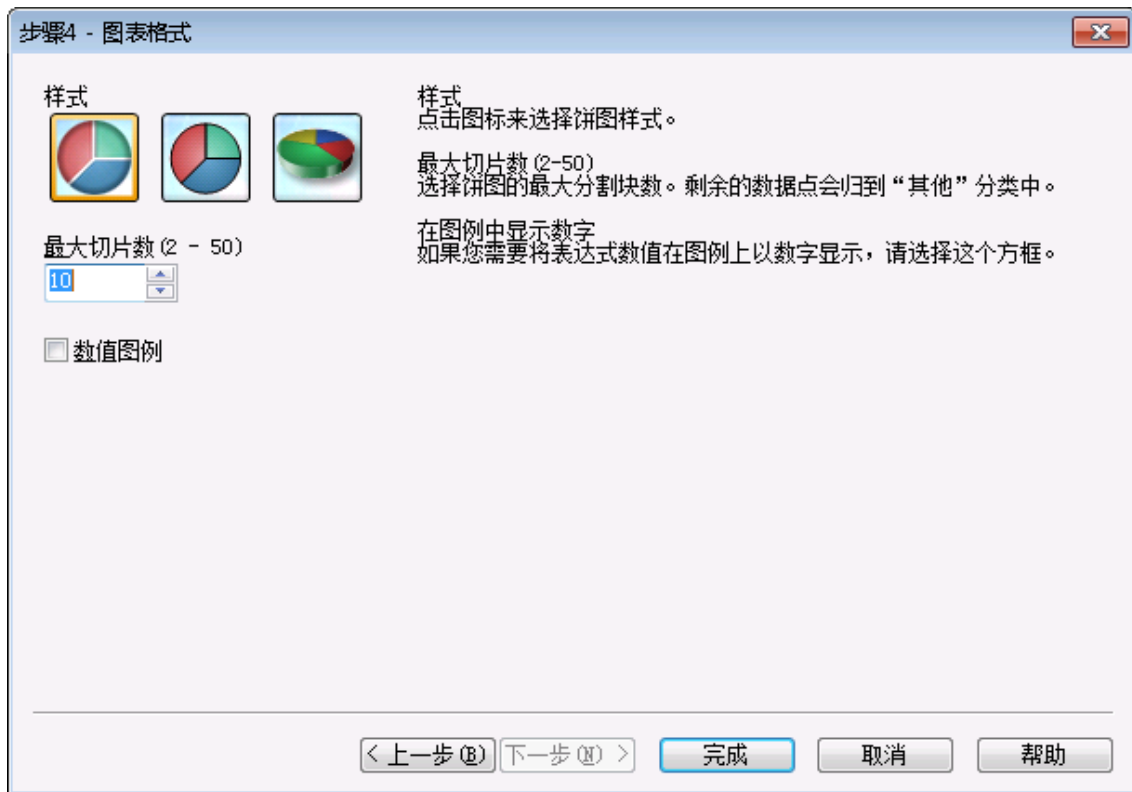 步骤4 - 图表格式
样式
最大切片数(2 - 50)
10
数值图例
样式
点击图标来选择饼图样式。
最大切片数(2-50)
选择饼图的最大分割块数。剩余的数据点会归到“其他”分类中。
在图例中显示数字
如果您需要将表达式数值在图例上以数字显示，请选择这个方框。
< 上一步(B)
下一步(N) >
完成
取消
帮助